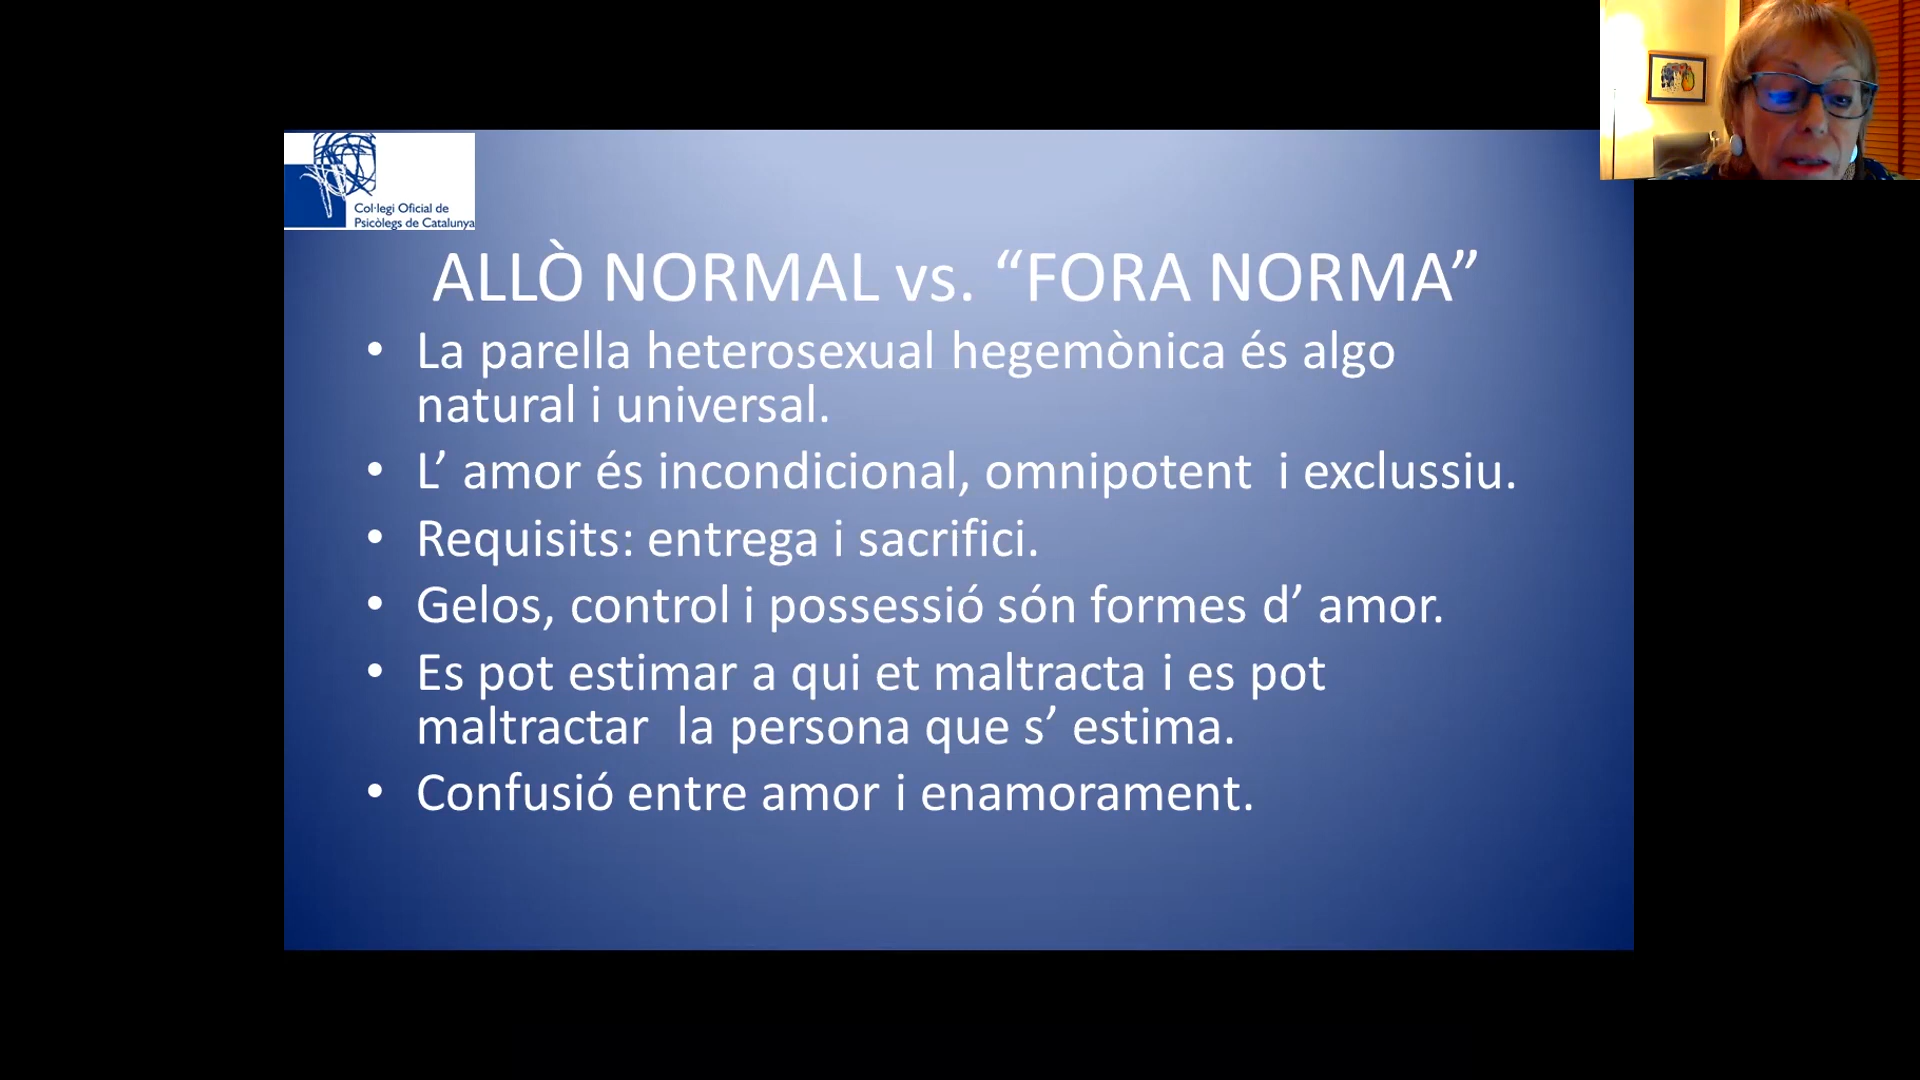 Col·legi Oficial de
Psicòlegs de Catalunya
ALLÒ NORMAL vs. “FORA NORMA”
• La parella heterosexual hegemònica és algo
natural i universal.
• L’ amor és incondicional, omnipotent  i exclussiu.
• Requisits: entrega i sacrifici.
• Gelos, control i possessió són formes d’ amor.
• Es pot estimar a qui et maltracta i es pot
maltractar  la persona que s’ estima.
• Confusió entre amor i enamorament.